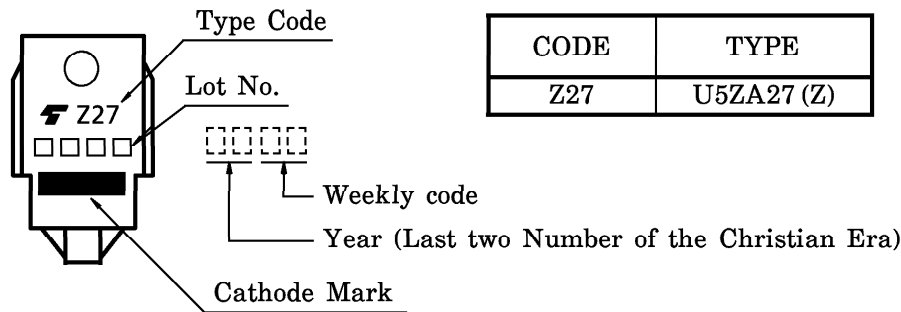 Type Code
Lot No.
Z27
Weekly code
Year (Last two Number of the Christian Era)
Cathode Mark
CODE TYPE
Z27 U5ZA27 (Z)